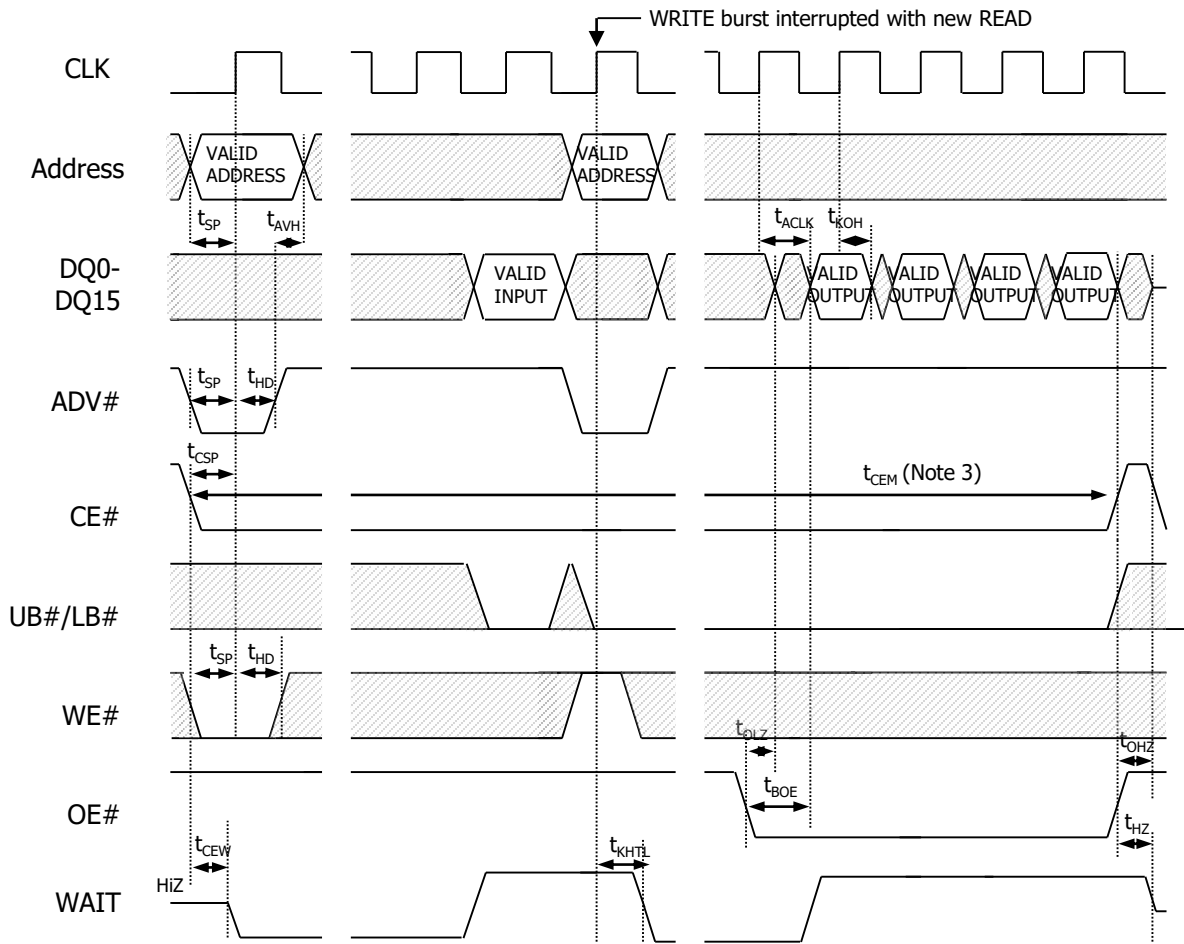 WRITE burst interrupted with new READ
CLK
Address
VALID
ADDRESS
VALID
ADDRESS
tSP
tAVH
tACLK
tKOH
DQ0-
DQ15
VALID
INPUT
ALID
OUTPUT
VALID
OUTPUT
VALID
OUTPUT
VALID
OUTPUT
ADV#
tSP
tHD
tCSP
tCEM (Note 3)
CE#
UB#/LB#
tSP
tHD
WE#
tOLZ
tOHZ
OE#
tBOE
tHZ
tCEW
tKHTL
HiZ
WAIT